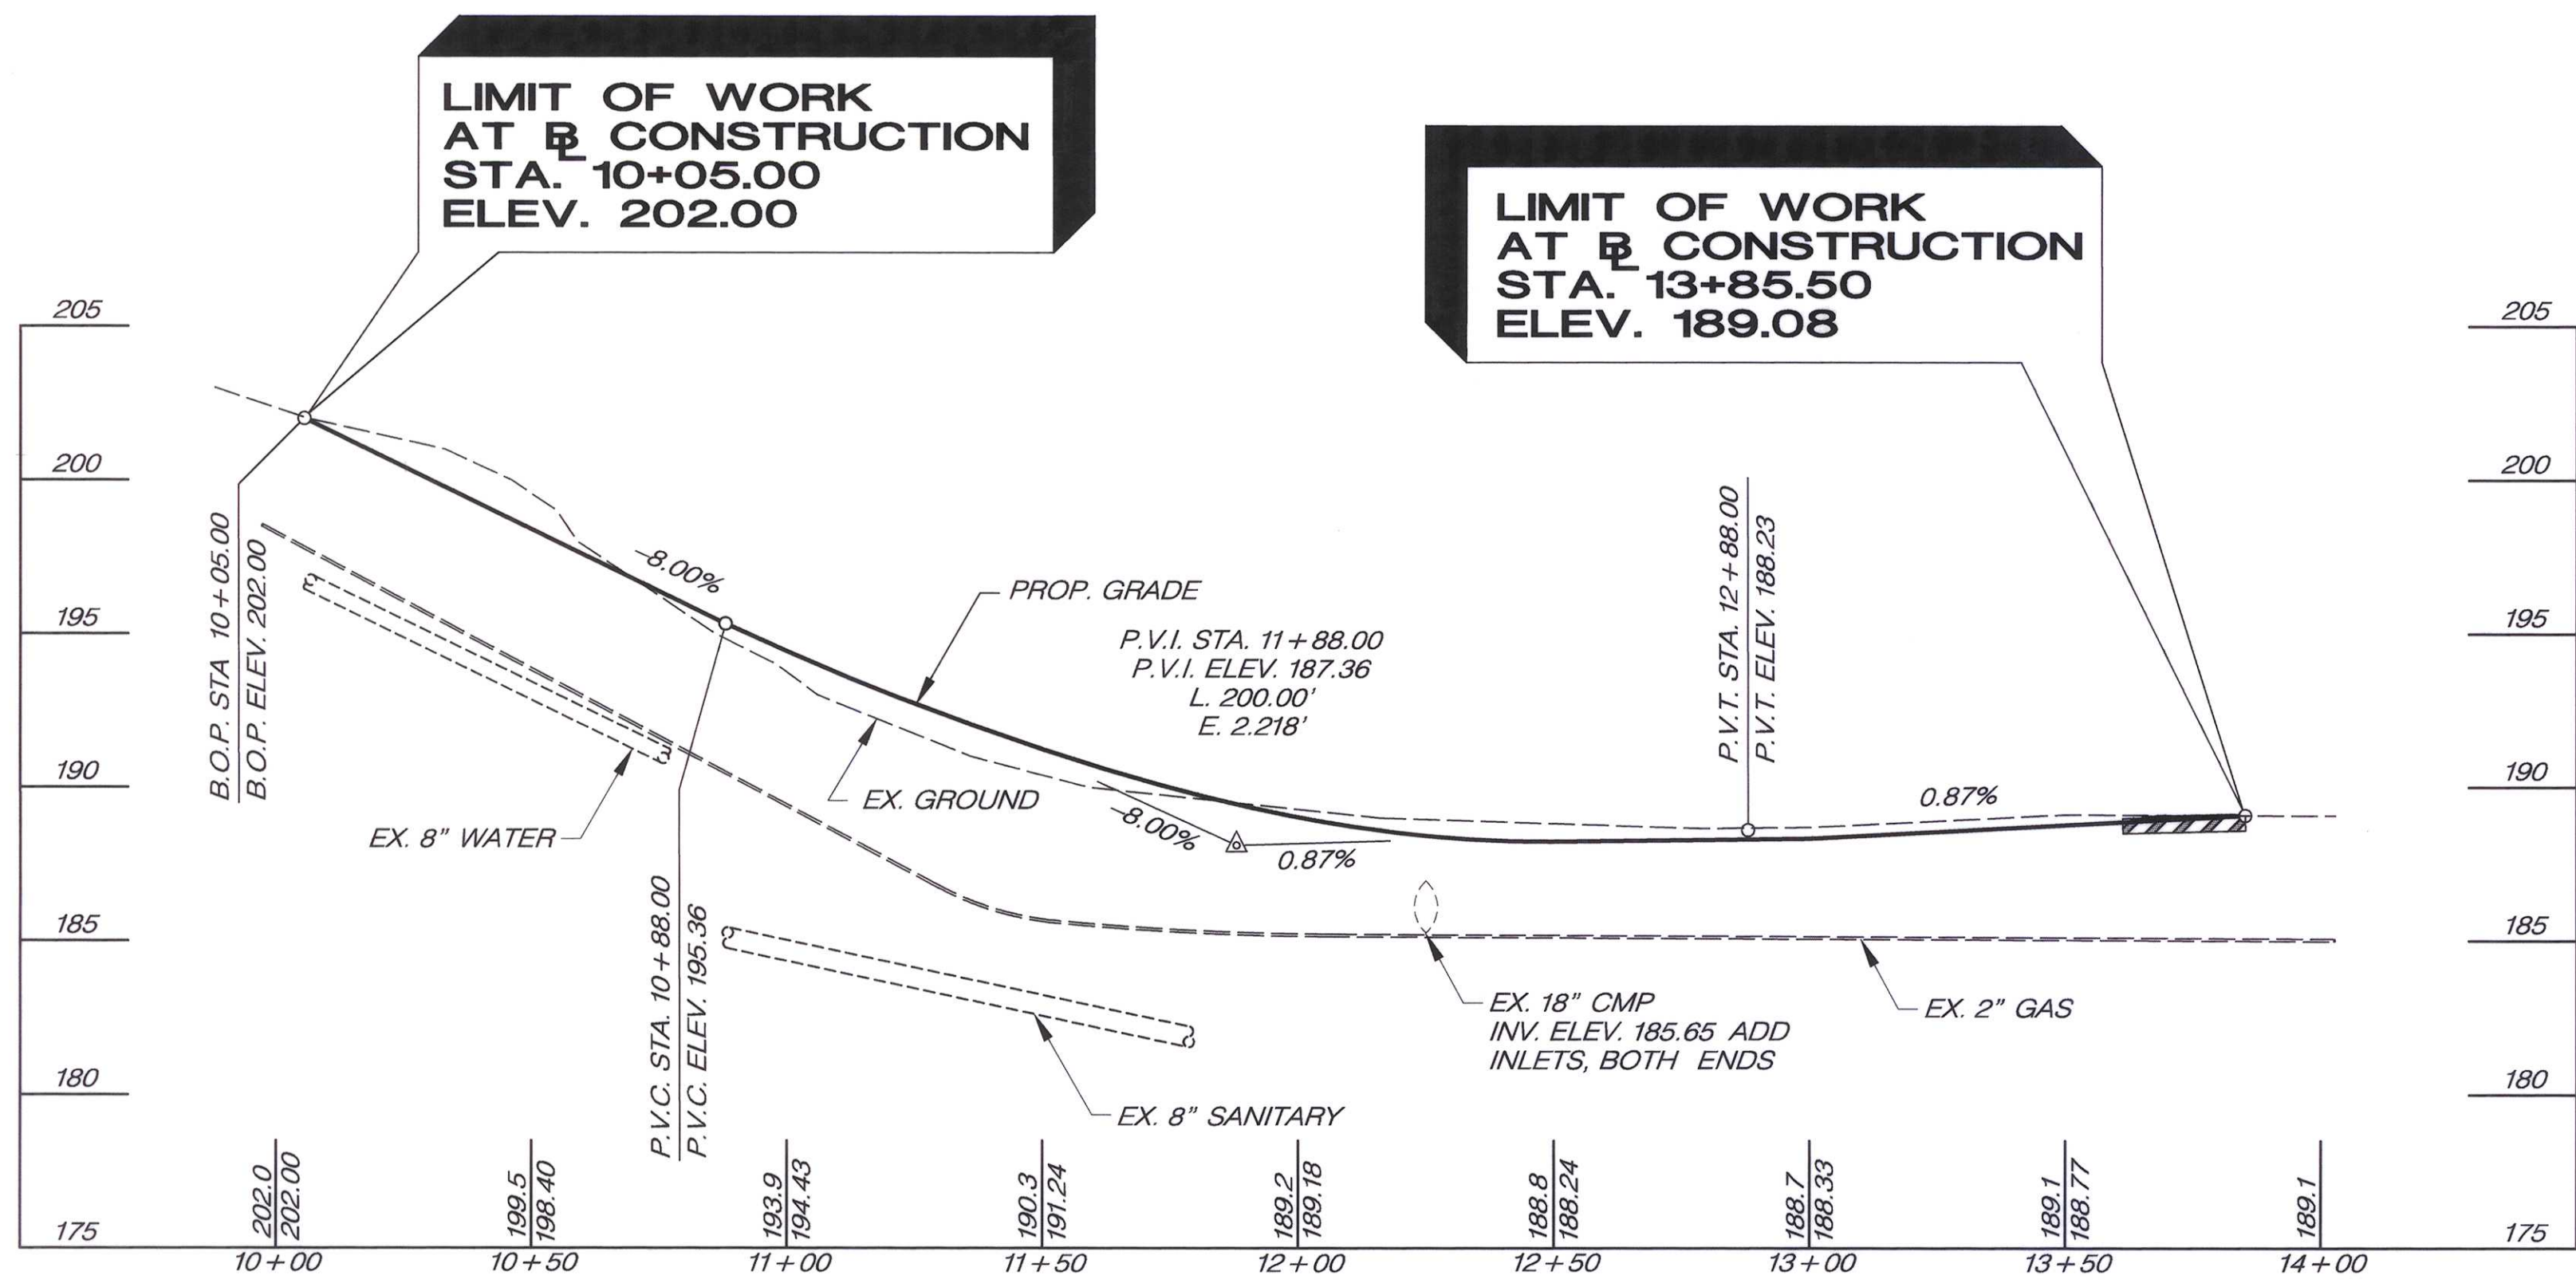 LIMIT OF WORK
AT BL CONSTRUCTION
STA. 10+05.00
ELEV. 202.00
LIMIT OF WORK
AT BL CONSTRUCTION
STA. 13+85.50
ELEV. 189.08
205
200
195
190
185
180
175
205
200
195
190
185
180
175
B.O.P. STA 10+05.00
B.O.P. ELEV. 202.00
-8.00%
PROP. GRADE
P.V.I. STA. 11+88.00
P.V.I. ELEV. 187.36
L. 200.00'
E. 2.218'
P.V.T. STA. 12+88.00
P.V.T. ELEV. 188.23
0.87%
EX. GROUND
-8.00%
0.87%
EX. 8" WATER
P.V.C. STA. 10+88.00
P.V.C. ELEV. 195.36
EX. 18" CMP
INV. ELEV. 185.65 ADD
INLETS, BOTH ENDS
EX. 2" GAS
EX. 8" SANITARY
202.0
202.00
199.5
198.40
193.9
194.43
190.3
191.24
189.2
189.18
188.8
188.24
188.7
188.33
189.1
188.77
189.1
10+00
10+50
11+00
11+50
12+00
12+50
13+00
13+50
14+00